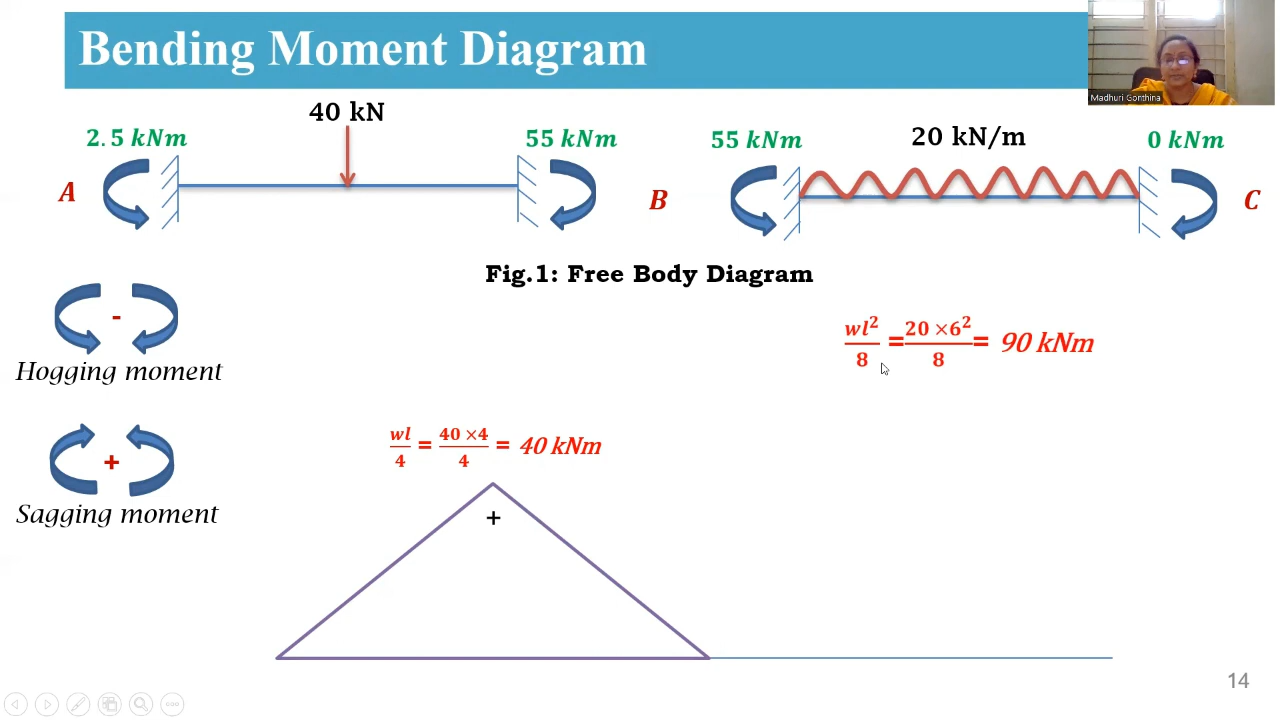 Bending Moment Diagram
Madhuri Gonthina
40 kN
2.5 kNm
55 kNm
A
55 kNm
20 kN/m
0 kNm
B
C
Fig.1: Free Body Diagram
-
Hogging moment
wl²/8 = 20 ×6²/8 = 90 kNm
+
Sagging moment
wl/4 = 40 ×4/4 = 40 kNm
+
14